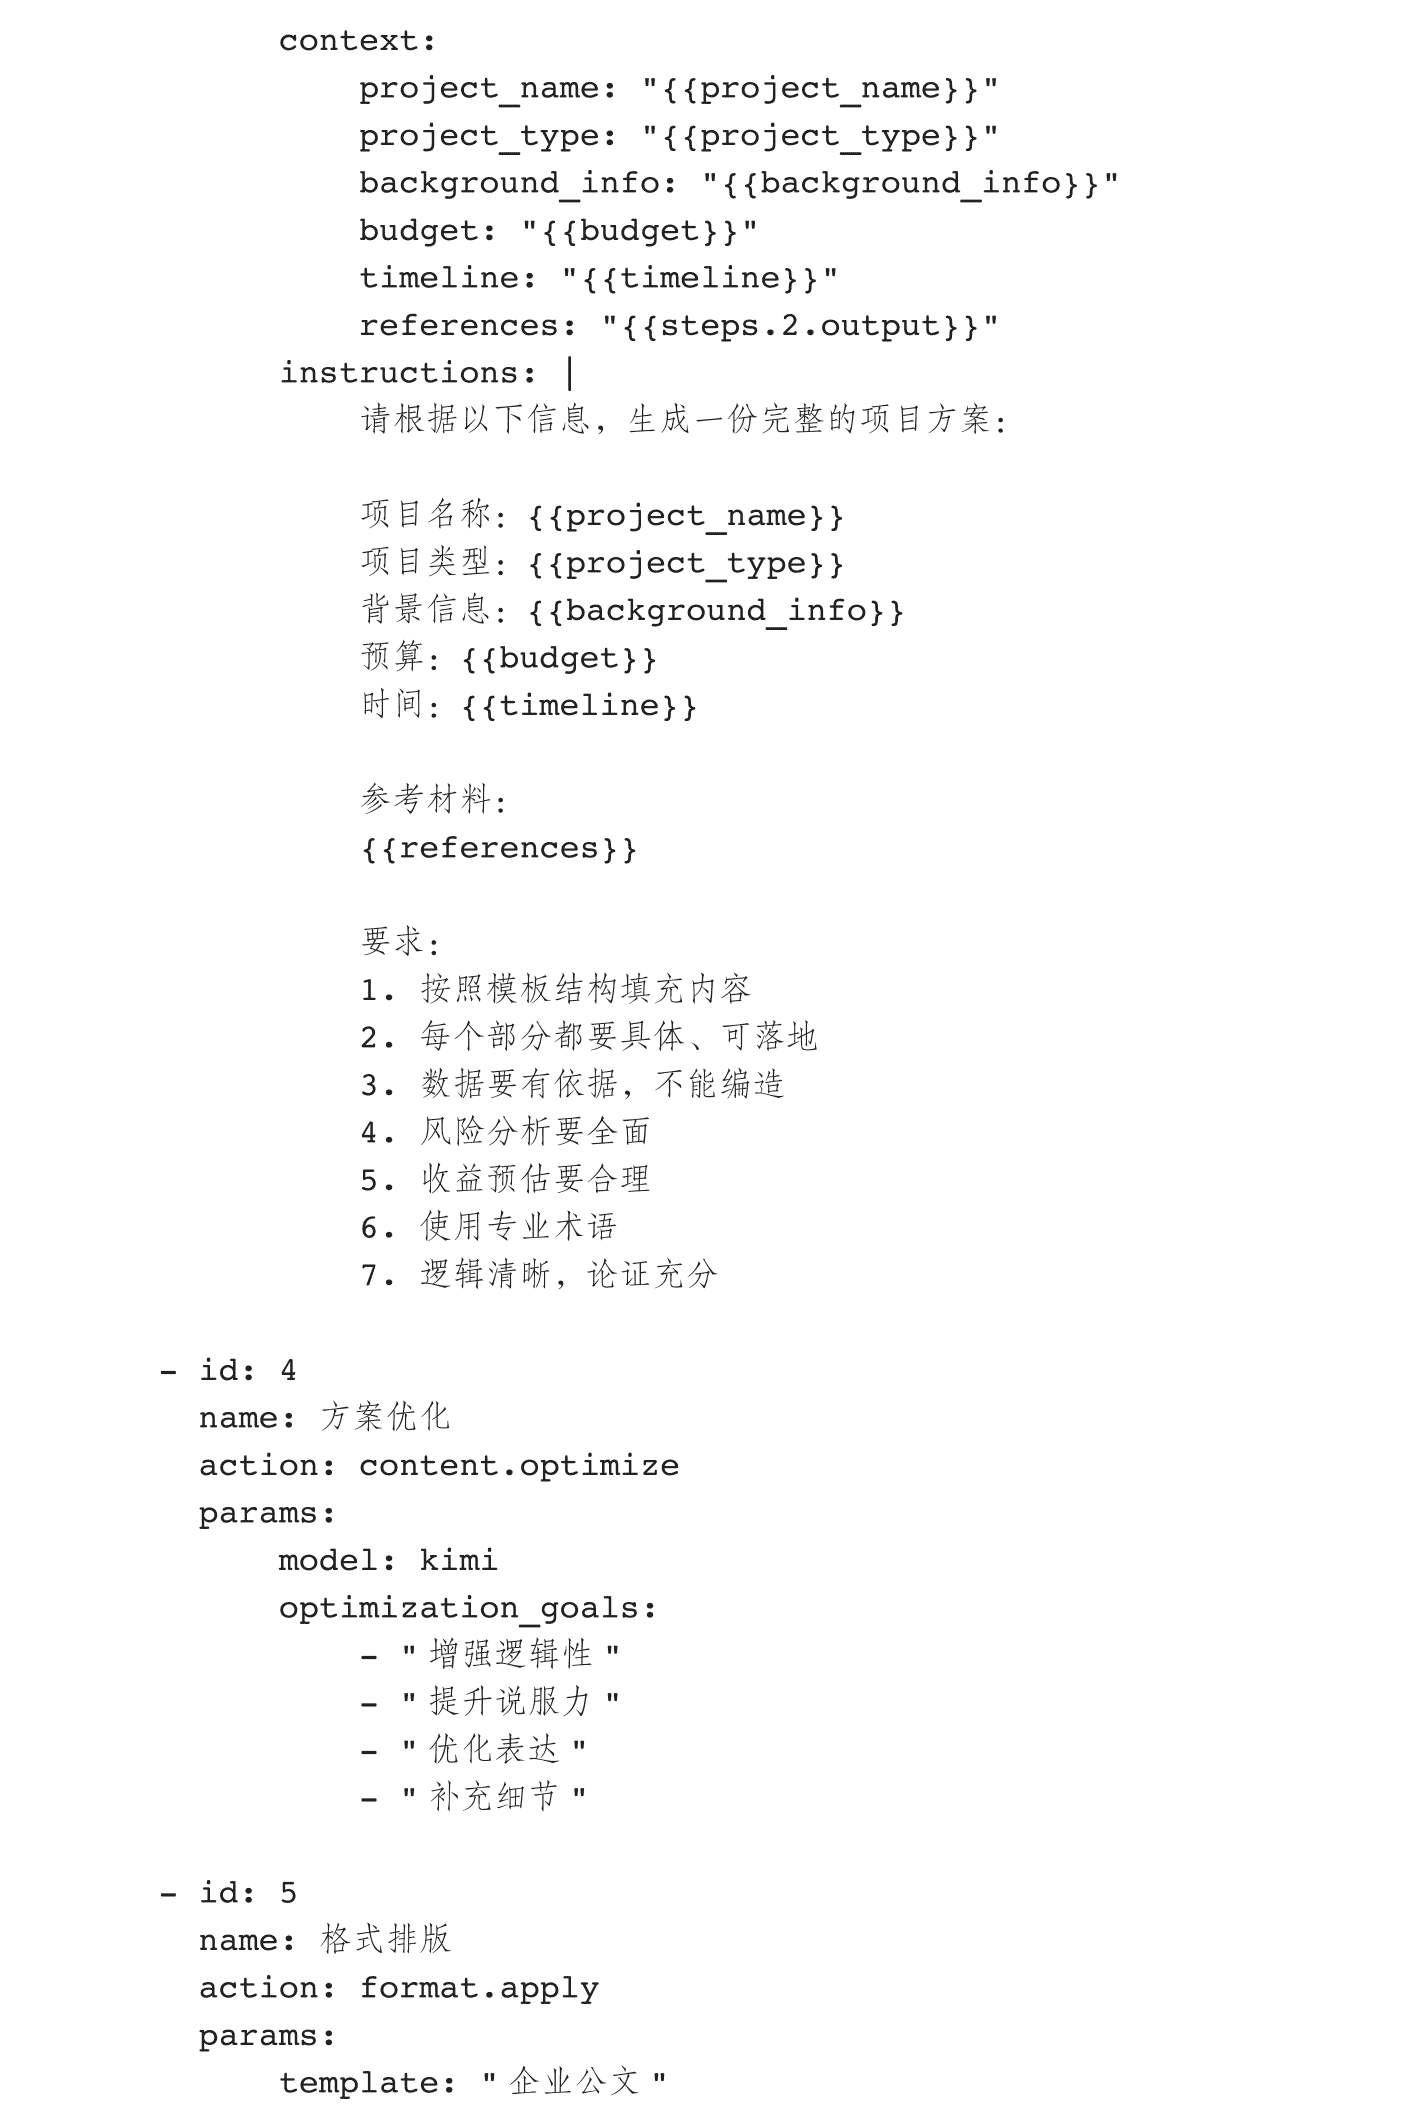 context:
project_name: "{{project_name}}"
project_type: "{{project_type}}"
background_info: "{{background_info}}"
budget: "{{budget}}"
timeline: "{{timeline}}"
references: "{{steps.2.output}}"
instructions: |
请根据以下信息，生成一份完整的项目方案：
项目名称：{{project_name}}
项目类型：{{project_type}}
背景信息：{{background_info}}
预算：{{budget}}
时间：{{timeline}}
参考材料：
{{references}}
要求：
1. 按照模板结构填充内容
2. 每个部分都要具体、可落地
3. 数据要有依据，不能编造
4. 风险分析要全面
5. 收益预估要合理
6. 使用专业术语
7. 逻辑清晰，论证充分
- id: 4
name: 方案优化
action: content.optimize
params:
model: kimi
optimization_goals:
- " 增强逻辑性 "
- " 提升说服力 "
- " 优化表达 "
- " 补充细节 "
- id: 5
name: 格式排版
action: format.apply
params:
template: " 企业公文 "